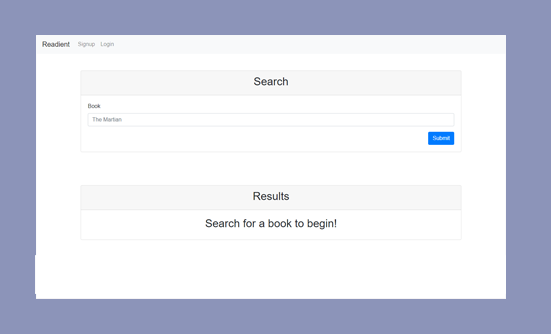 Readient Signup Login
Search
Book
The Martian
Submit
Results
Search for a book to begin!